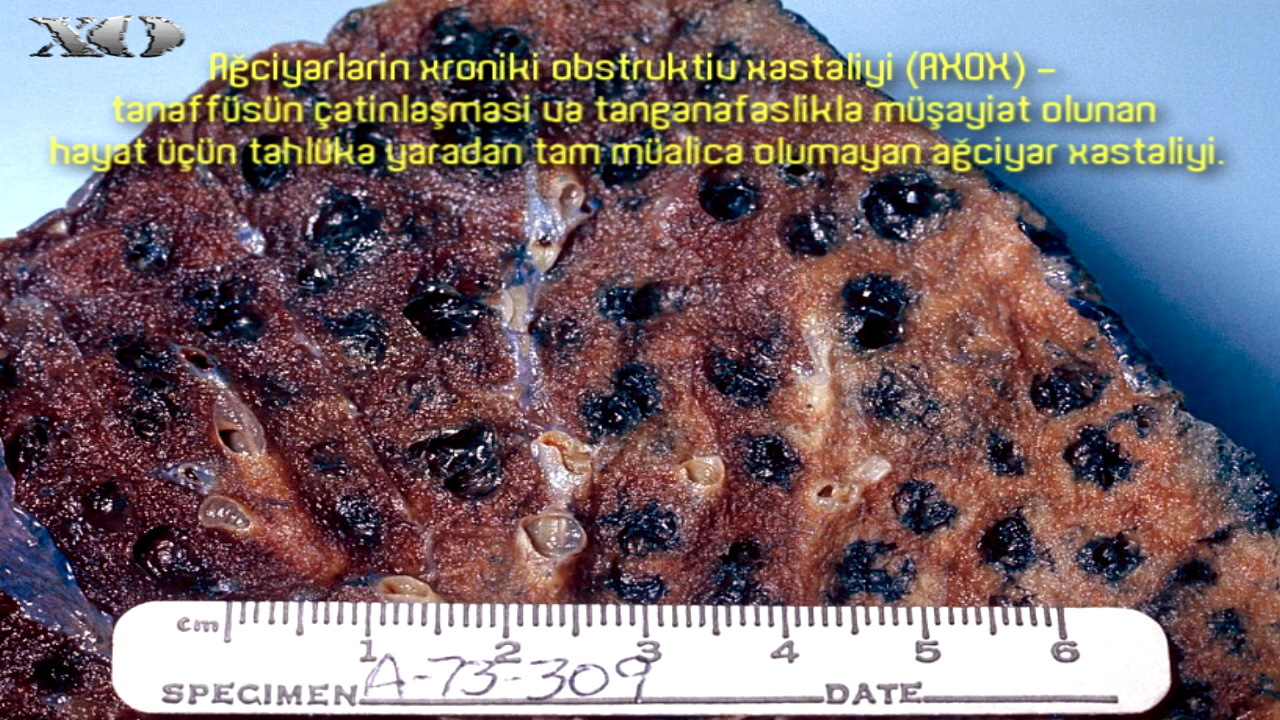 XO
Ağciyarlarin xroniki obstruktiv xastaliyi (AXOX) –
tanaffüsün çatinlaşmasi va tanganafaslikla müşayiat olunan
hayat üçün tahlüka yaradan tam müalica olumayan ağciyar xastaliyi.
cm
1 2 3 4 5 6
SPECIMEN A-73-309 DATE